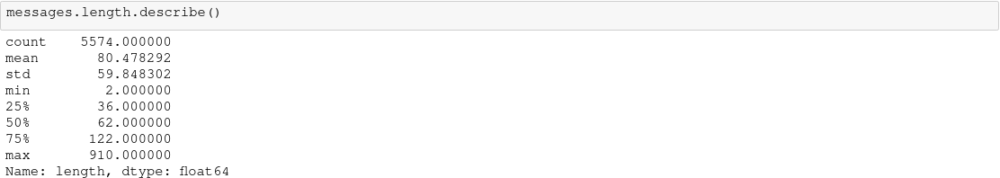 messages.length.describe()
count    5574.000000
mean       80.478292
std        59.848302
min         2.000000
25%        36.000000
50%        62.000000
75%       122.000000
max       910.000000
Name: length, dtype: float64